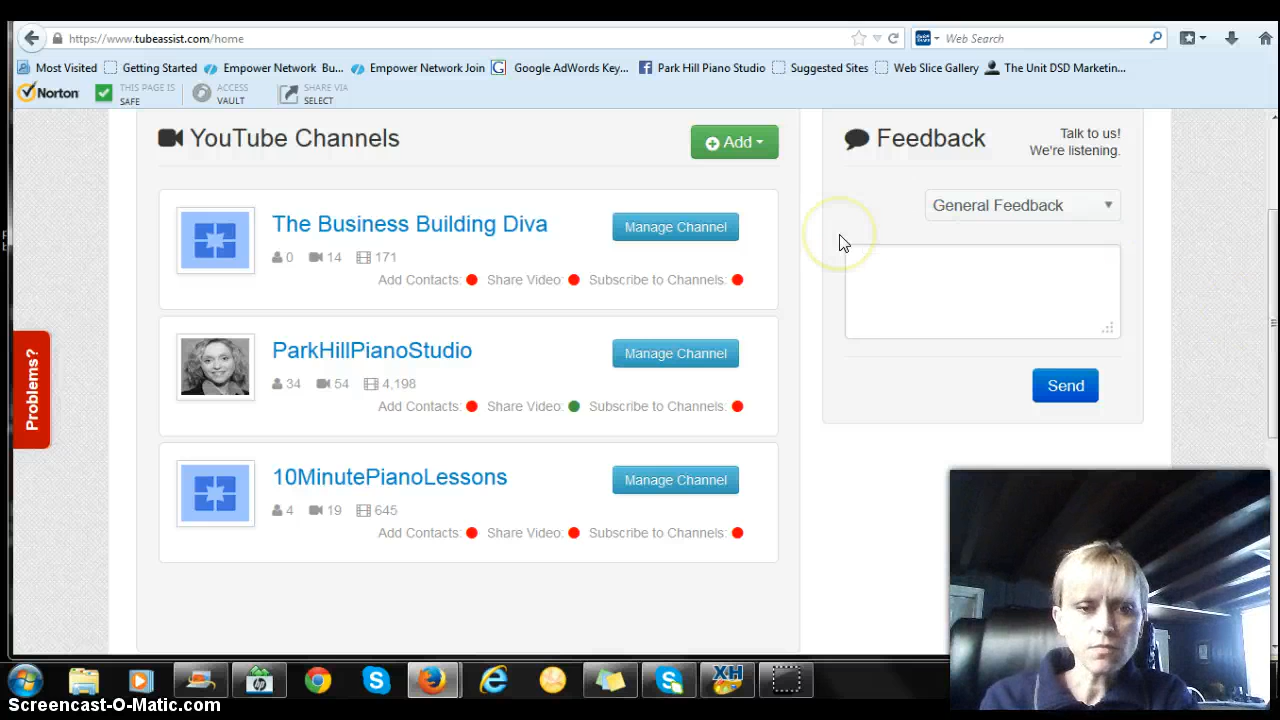 https://www.tubeassist.com/home
Web Search
Most Visited
Getting Started
Empower Network Bu...
Empower Network Join
Google AdWords Key...
Park Hill Piano Studio
Suggested Sites
Web Slice Gallery
The Unit DSD Marketin...
Norton
THIS PAGE IS
SAFE
ACCESS
VAULT
SHARE VIA
SELECT
YouTube Channels
Add
The Business Building Diva
Manage Channel
0 14 171
Add Contacts: Share Video: Subscribe to Channels:
ParkHillPianoStudio
Manage Channel
34 54 4,198
Add Contacts: Share Video: Subscribe to Channels:
10MinutePianoLessons
Manage Channel
4 19 645
Add Contacts: Share Video: Subscribe to Channels:
Feedback
Talk to us!
We're listening.
General Feedback
Send
Problems?
XH
Screencast-O-Matic.com